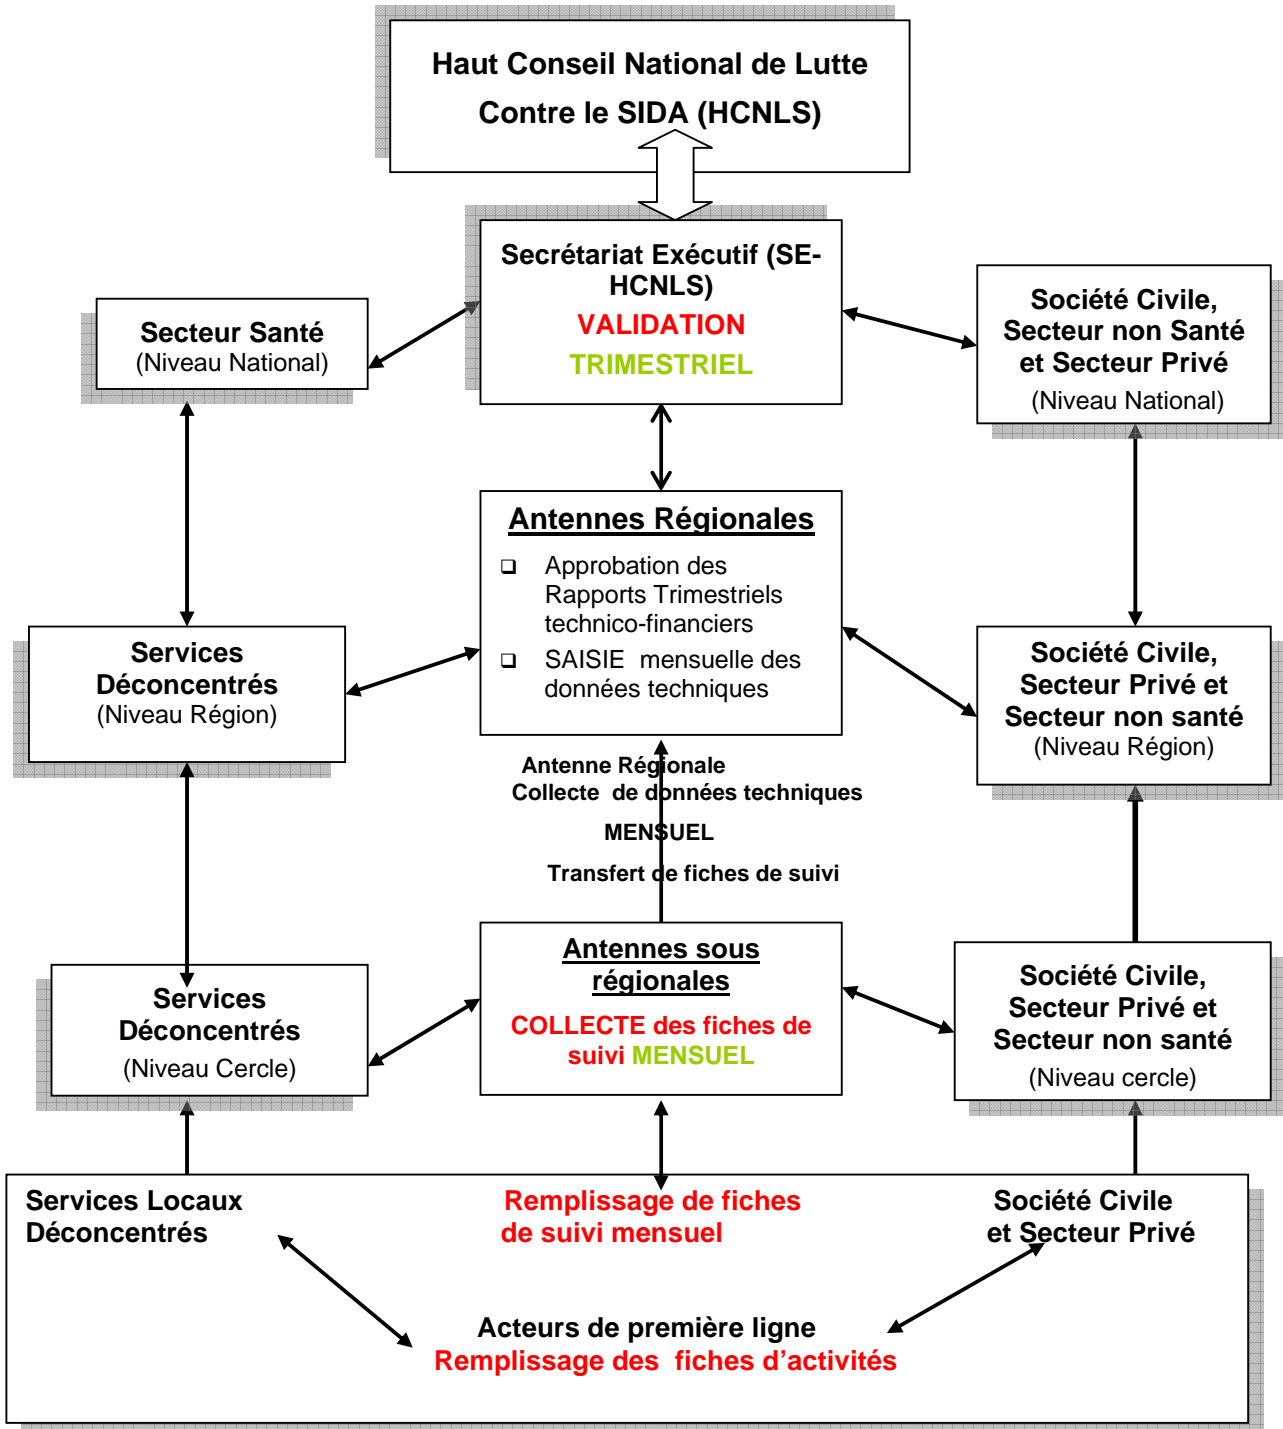 Haut Conseil National de Lutte
Contre le SIDA (HCNLS)
Secrétariat Exécutif (SE-
HCNLS)
VALIDATION
TRIMESTRIEL
Secteur Santé
(Niveau National)
Société Civile,
Secteur non Santé
et Secteur Privé
(Niveau National)
Antennes Régionales
❑ Approbation des
Rapports Trimestriels
technico-financiers
❑ SAISIE mensuelle des
données techniques
Services
Déconcentrés
(Niveau Région)
Société Civile,
Secteur Privé et
Secteur non santé
(Niveau Région)
Antenne Régionale
Collecte de données techniques
MENSUEL
Transfert de fiches de suivi
Antennes sous
régionales
COLLECTE des fiches de
suivi MENSUEL
Services
Déconcentrés
(Niveau Cercle)
Société Civile,
Secteur Privé et
Secteur non santé
(Niveau cercle)
Services Locaux
Déconcentrés
Remplissage de fiches
de suivi mensuel
Société Civile
et Secteur Privé
Acteurs de première ligne
Remplissage des fiches d’activités